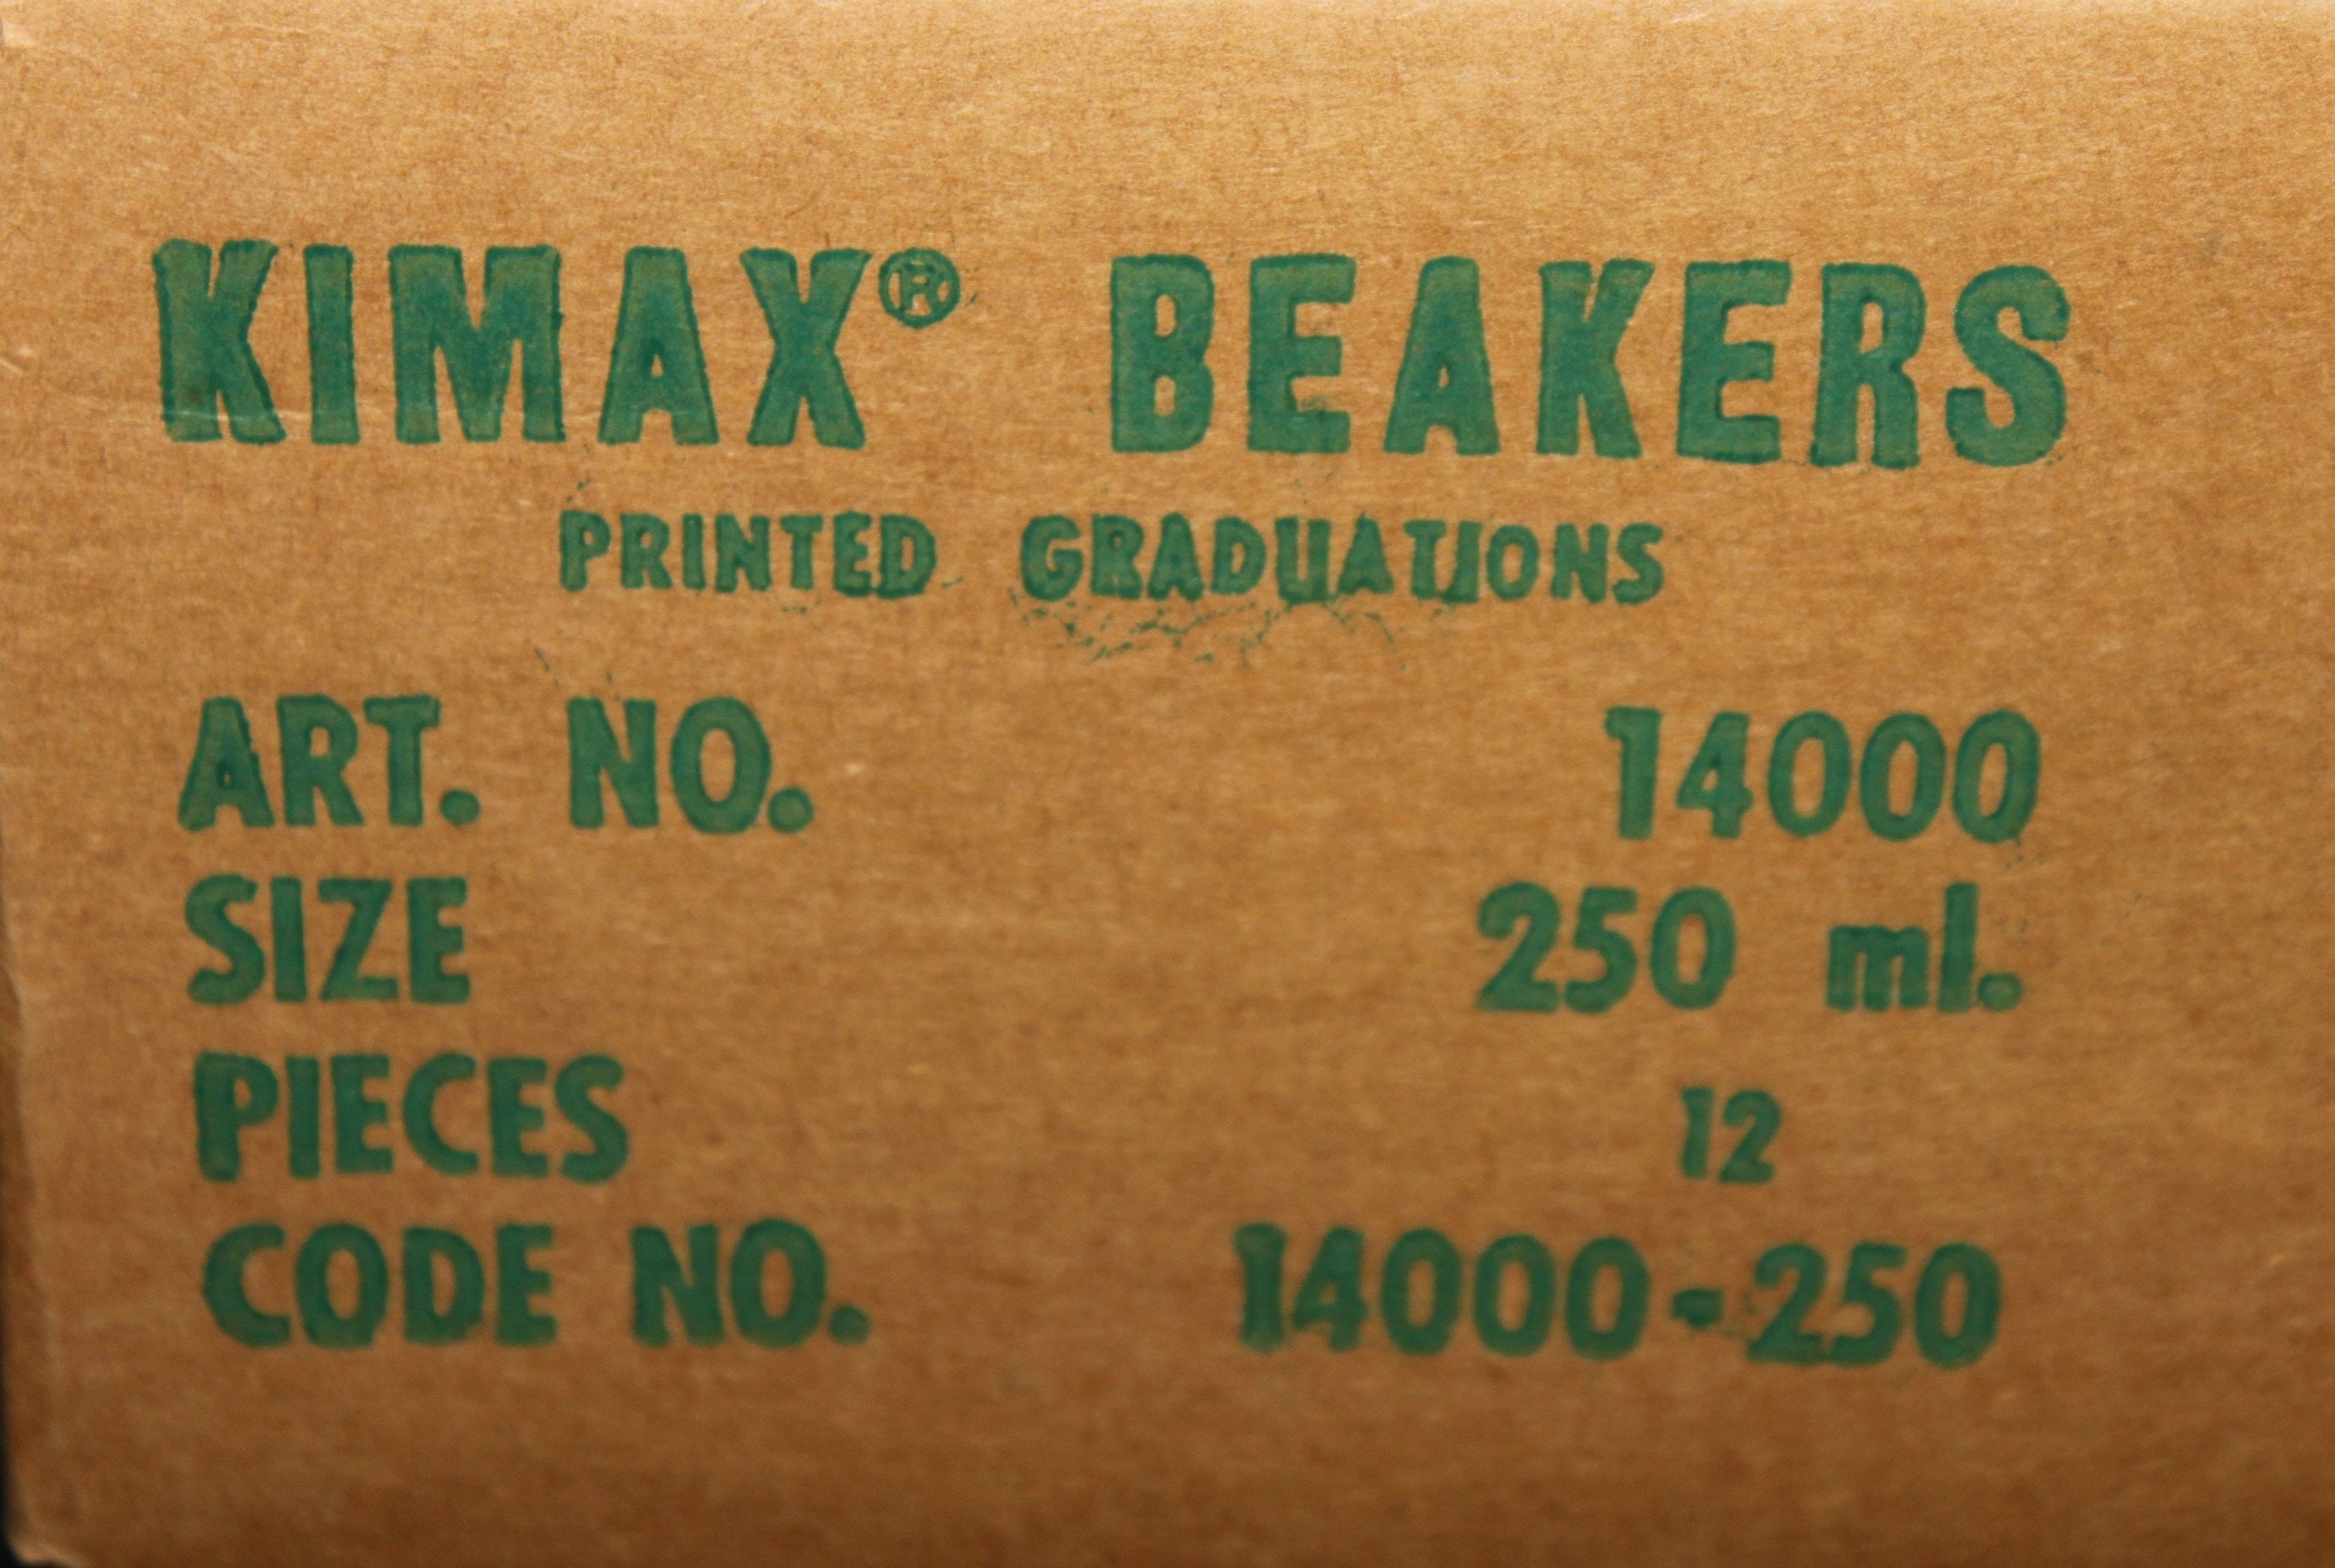 KIMAX® BEAKERS
PRINTED GRADUATIONS
ART. NO. 14000
SIZE 250 ml.
PIECES 12
CODE NO. 14000-250